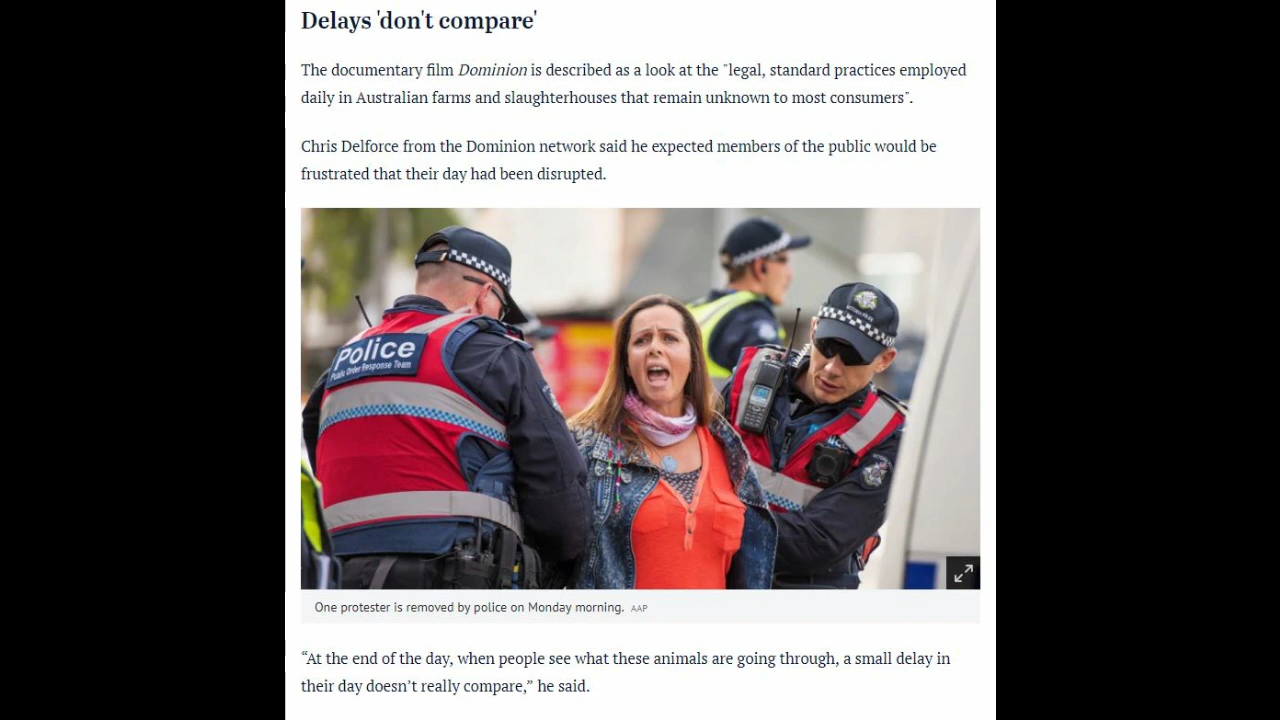 Delays 'don't compare'
The documentary film Dominion is described as a look at the "legal, standard practices employed
daily in Australian farms and slaughterhouses that remain unknown to most consumers".
Chris Delforce from the Dominion network said he expected members of the public would be
frustrated that their day had been disrupted.
Police
Public Order Response Team
One protester is removed by police on Monday morning. AAP
“At the end of the day, when people see what these animals are going through, a small delay in
their day doesn’t really compare,” he said.